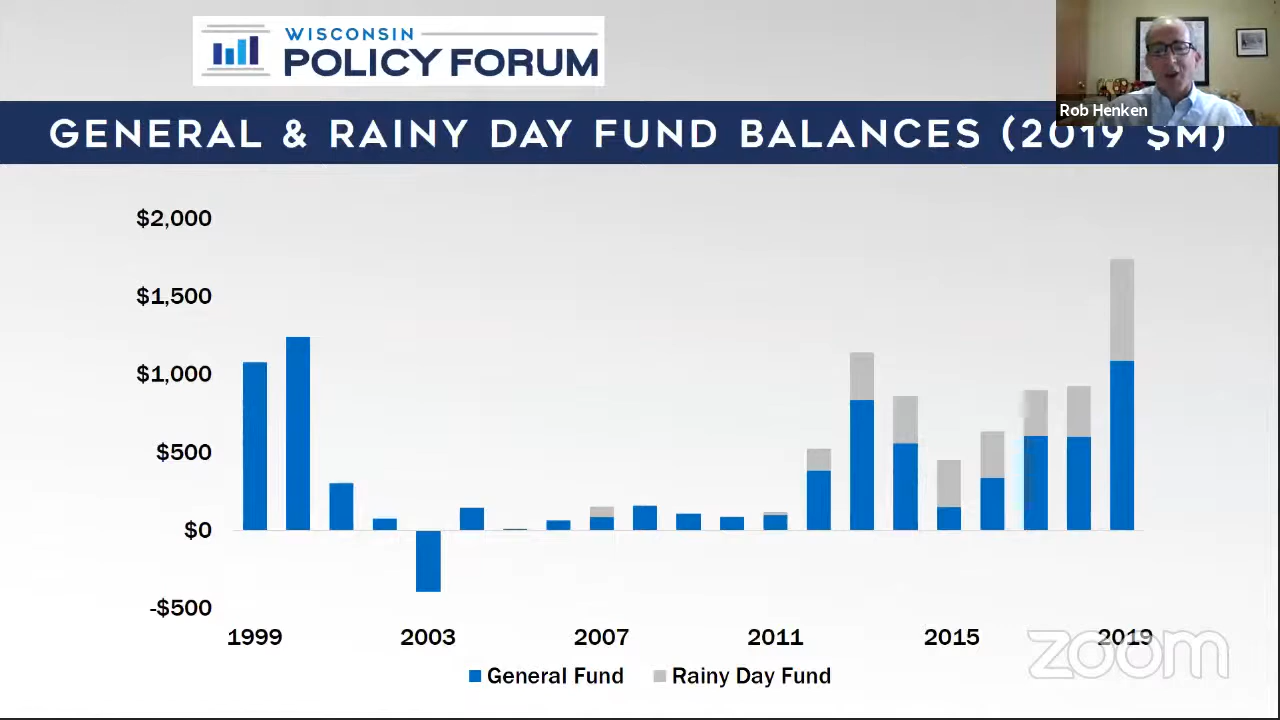 WISCONSIN
POLICY FORUM
Rob Henken
GENERAL & RAINY DAY FUND BALANCES (2019 $M)
$2,000
$1,500
$1,000
$500
$0
-$500
1999 2003 2007 2011 2015 2019
General Fund Rainy Day Fund
zoom